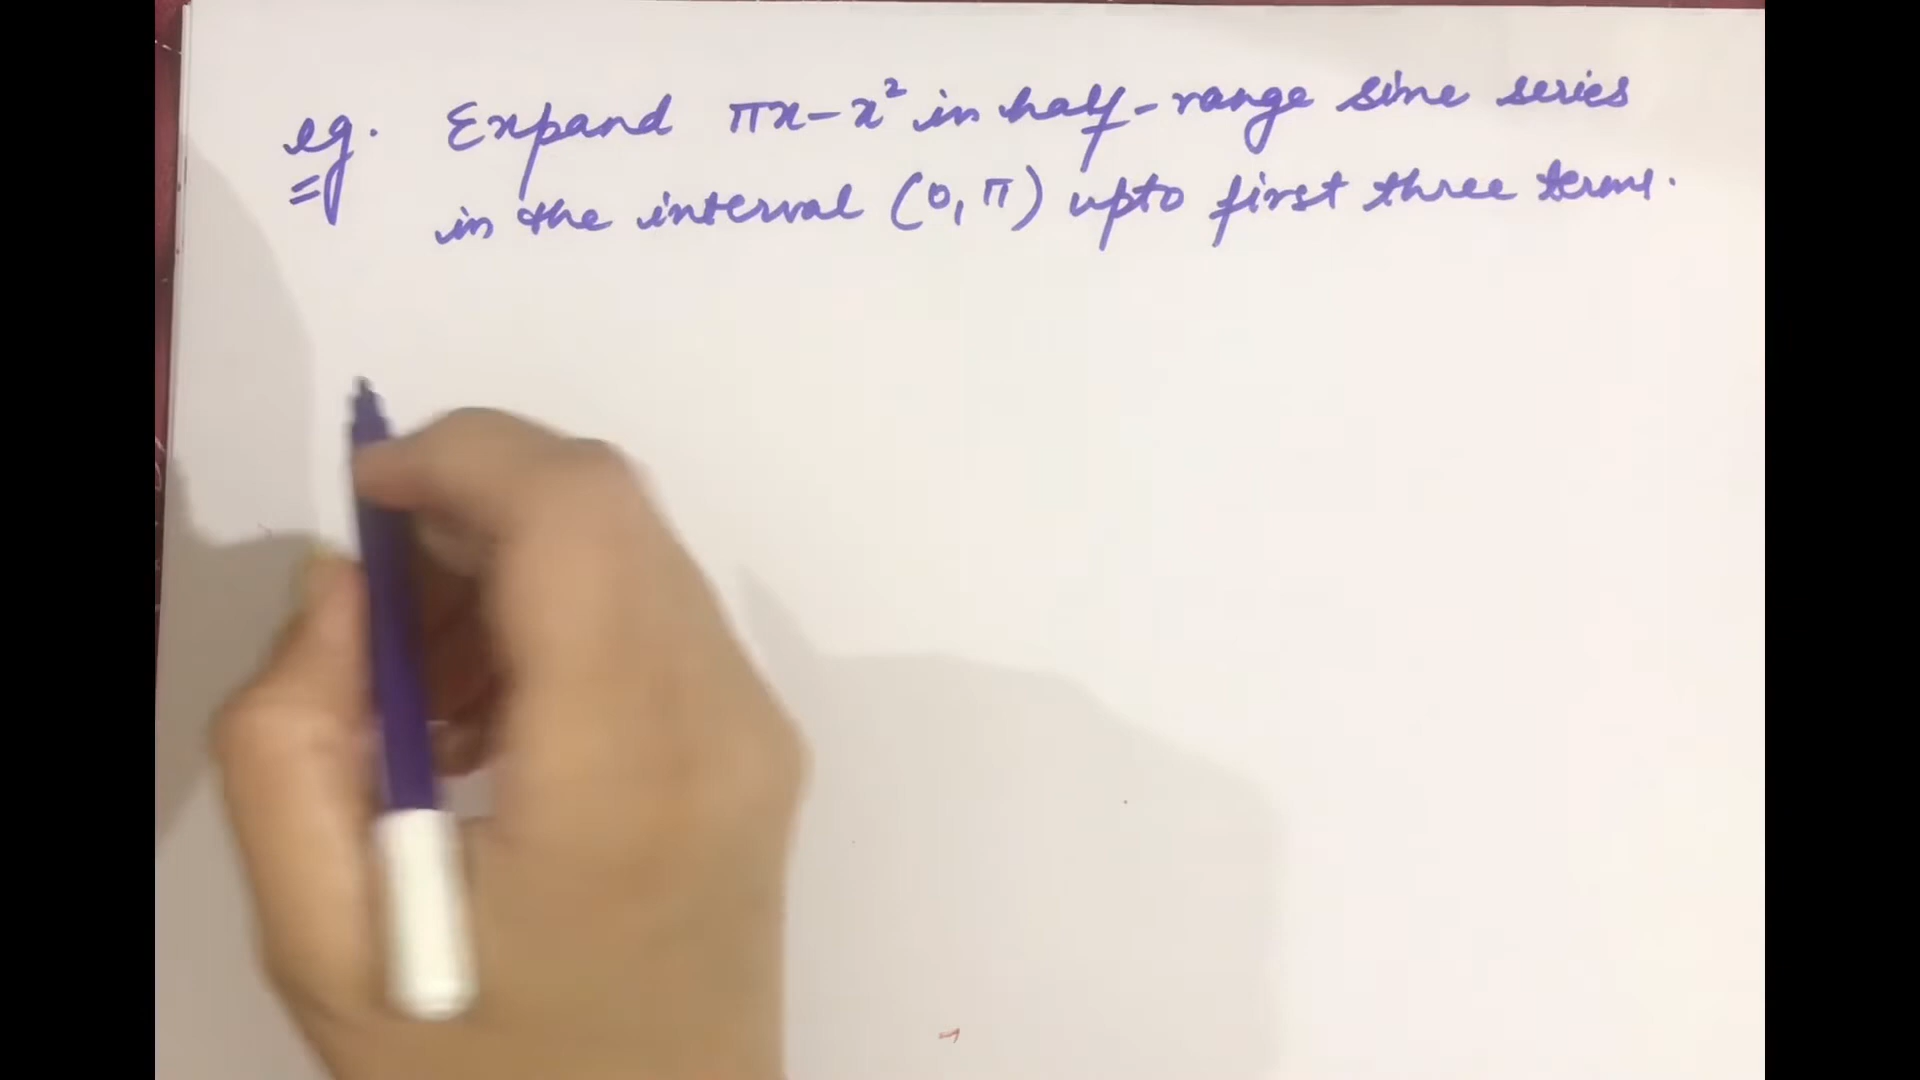 eg. Expand πx-x² in half-range sine series
in the interval (0, π) upto first three terms.